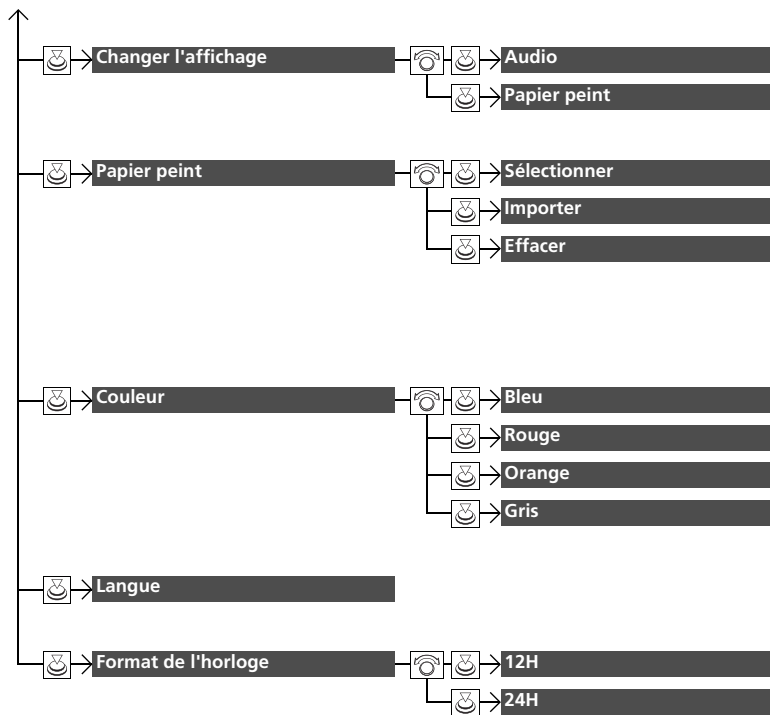 Changer l'affichage
Audio
Papier peint
Papier peint
Sélectionner
Importer
Effacer
Couleur
Bleu
Rouge
Orange
Gris
Langue
Format de l'horloge
12H
24H